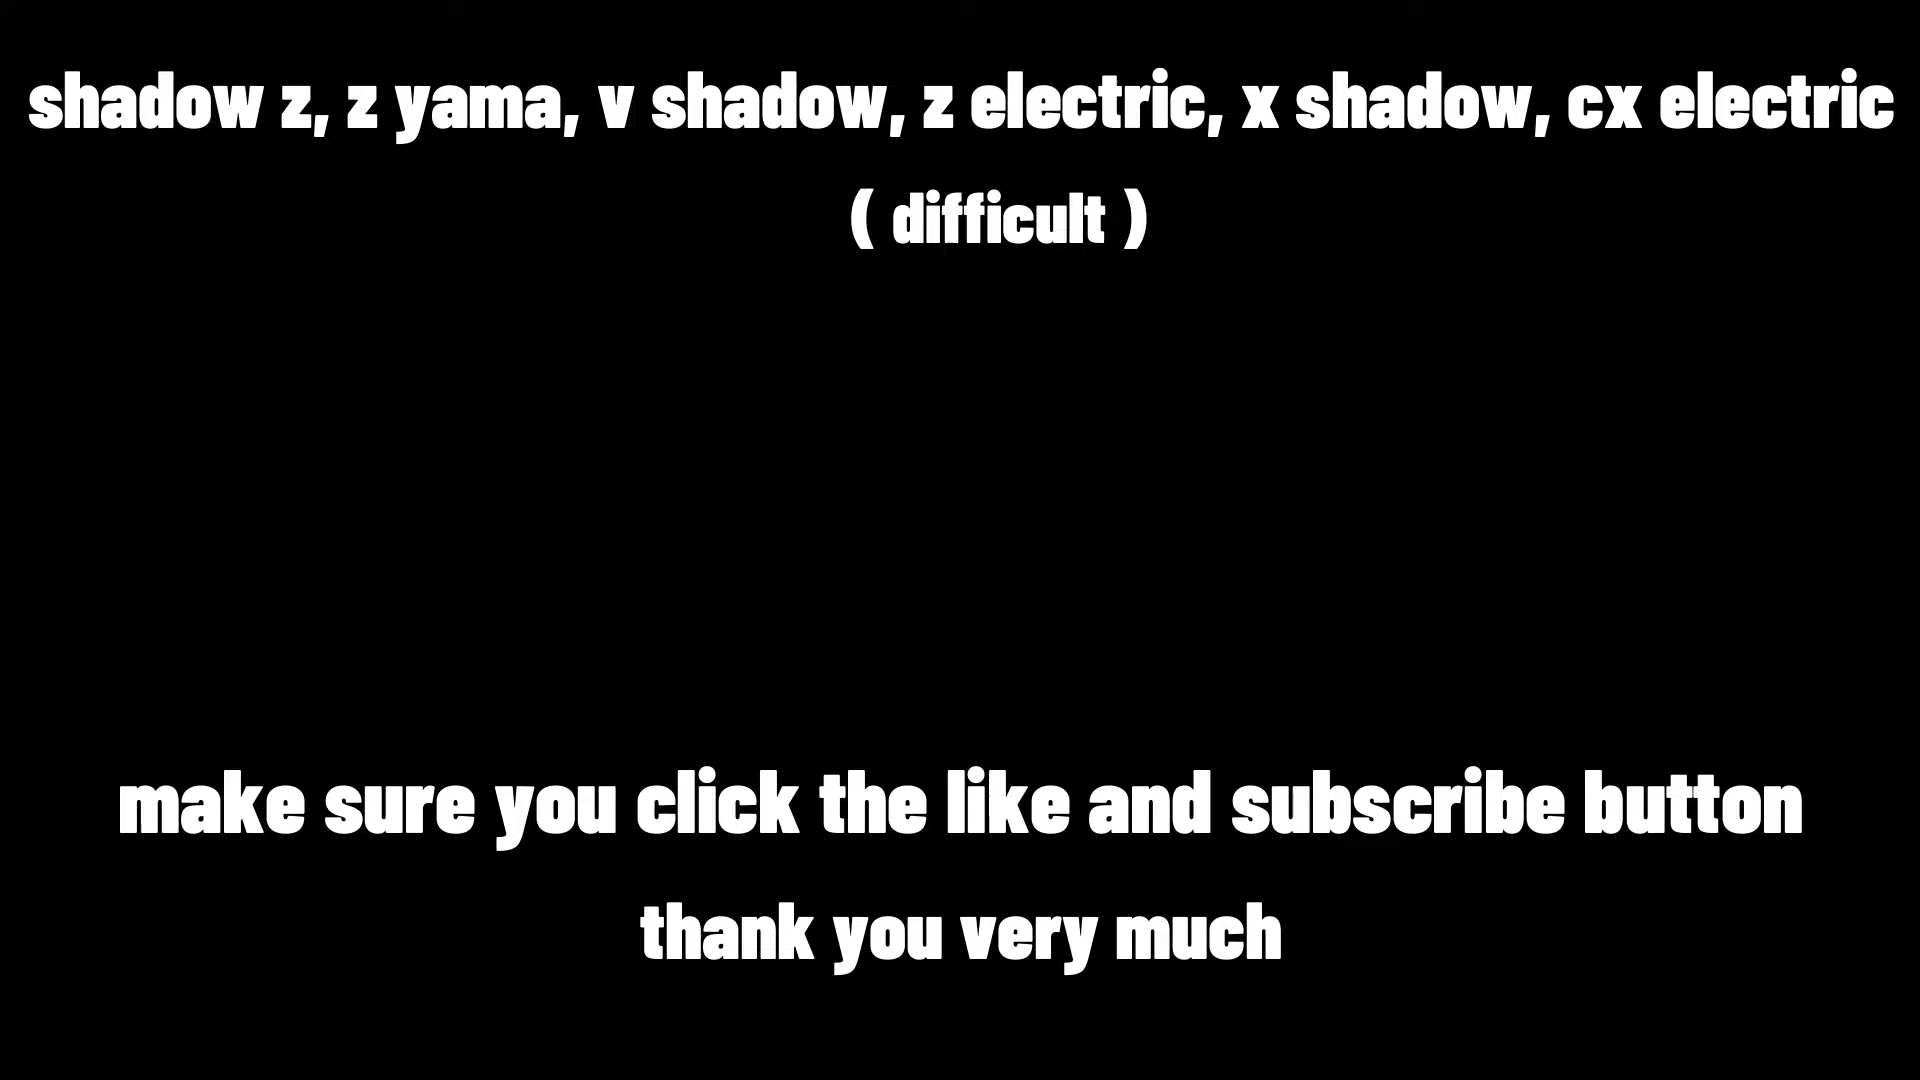 shadow z, z yama, v shadow, z electric, x shadow, cx electric
( difficult )
make sure you click the like and subscribe button
thank you very much